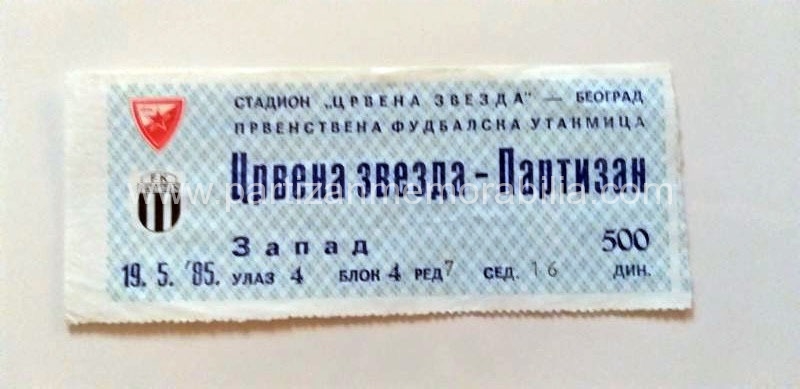 СТАДИОН „ЦРВЕНА ЗВЕЗДА" — БЕОГРАД
ПРВЕНСТВЕНА ФУДБАЛСКА УТАКМИЦА
Црвена звезда – Партизан
www.partizanmemorabilia.com
Запад 500
19. 5. '85. УЛАЗ 4 БЛОК 4 РЕД 7 СЕД. 16 ДИН.